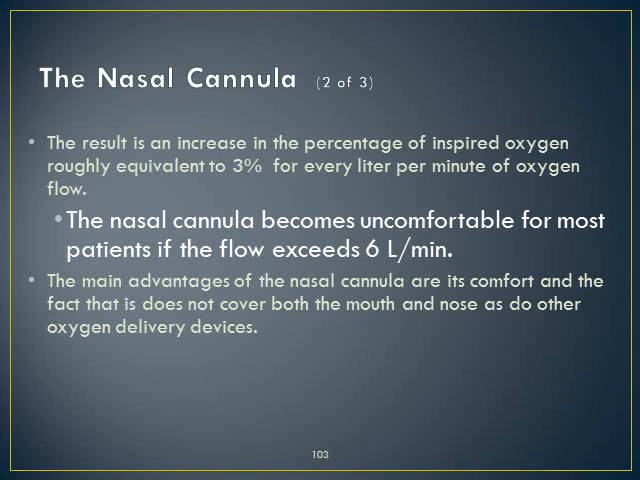 The Nasal Cannula (2 of 3)
• The result is an increase in the percentage of inspired oxygen
roughly equivalent to 3% for every liter per minute of oxygen
flow.
• The nasal cannula becomes uncomfortable for most
patients if the flow exceeds 6 L/min.
• The main advantages of the nasal cannula are its comfort and the
fact that is does not cover both the mouth and nose as do other
oxygen delivery devices.
103